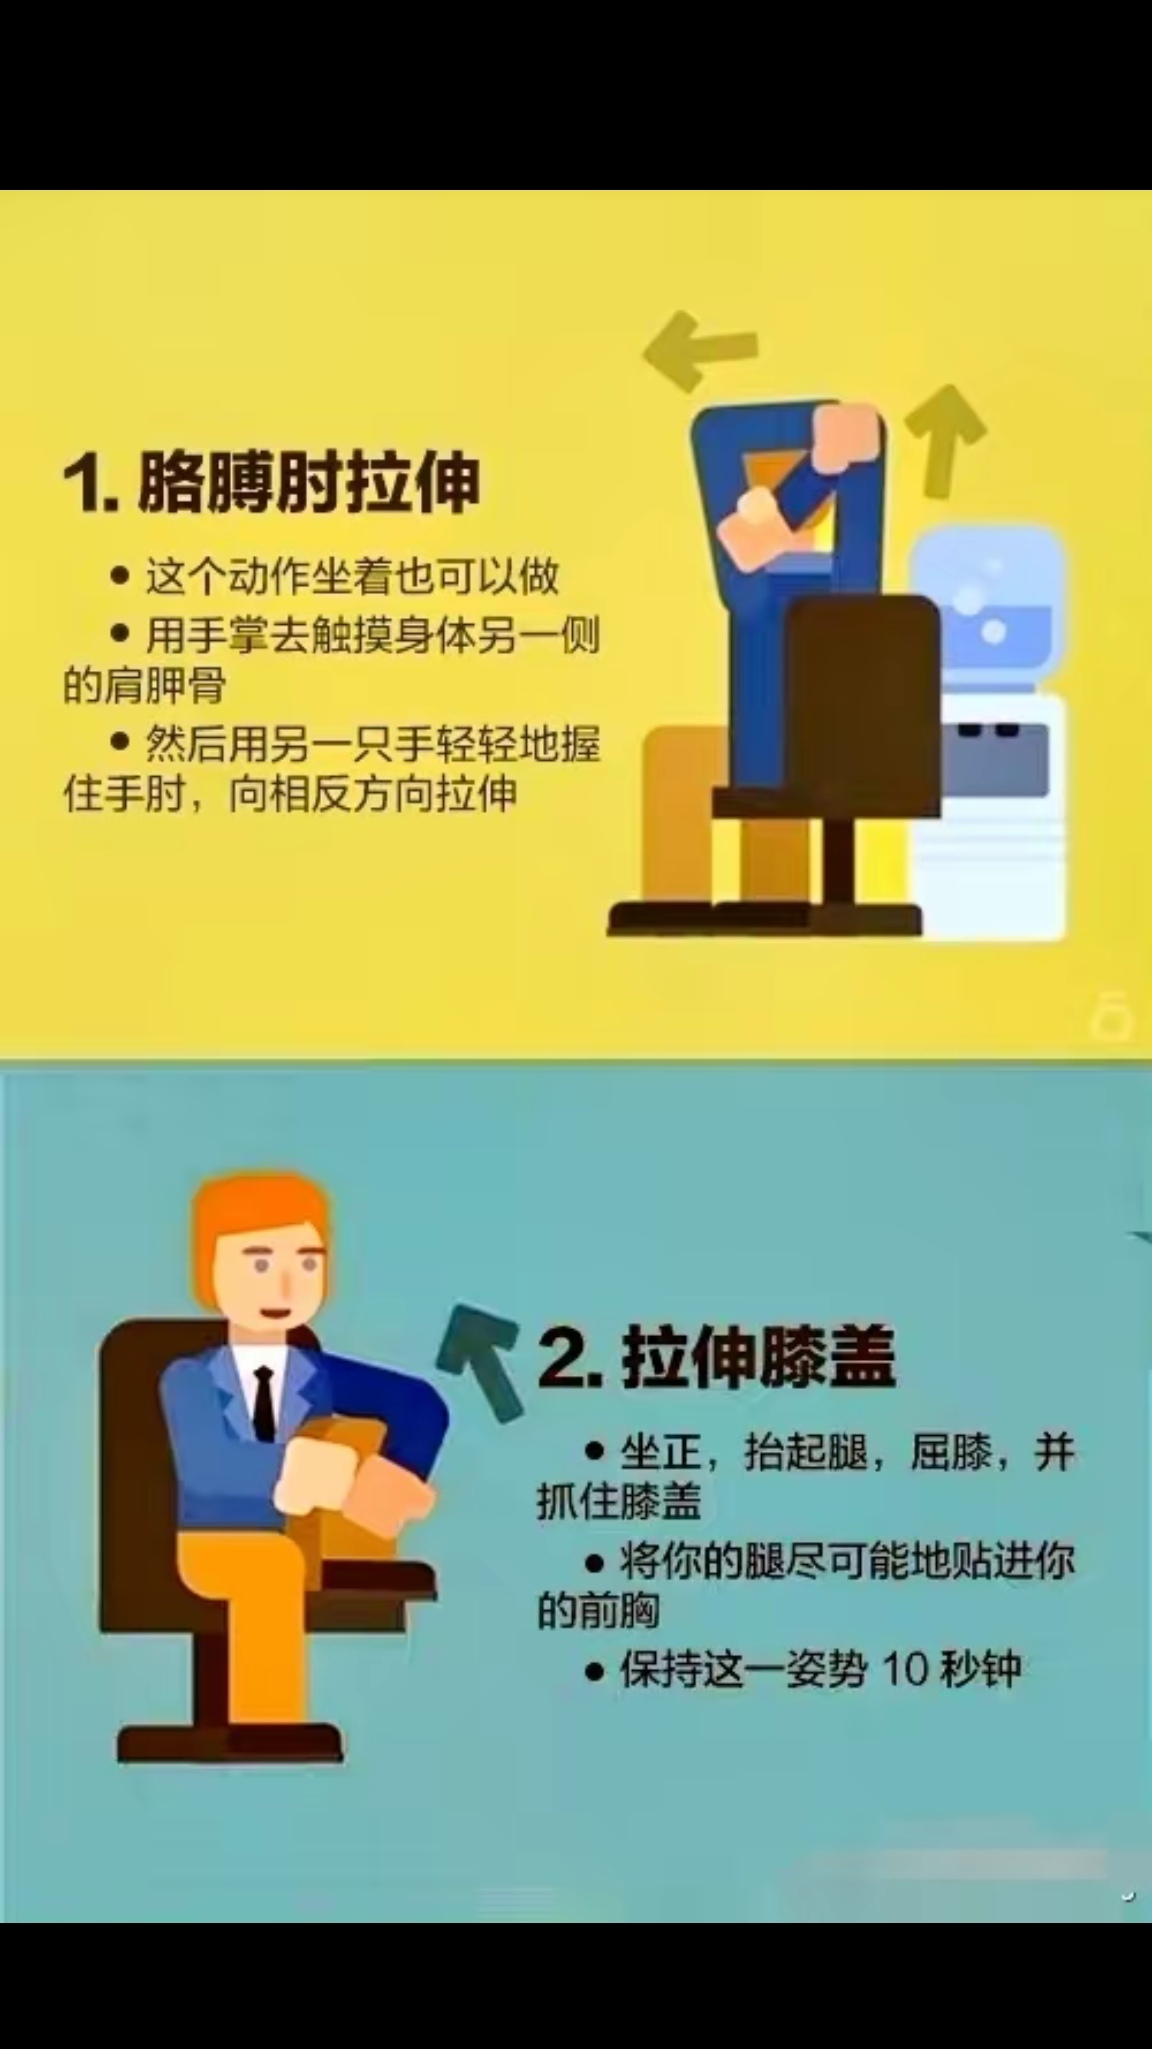 1. 胳膊肘拉伸
● 这个动作坐着也可以做
● 用手掌去触摸身体另一侧
的肩胛骨
● 然后用另一只手轻轻地握
住手肘，向相反方向拉伸
2. 拉伸膝盖
● 坐正，抬起腿，屈膝，并
抓住膝盖
● 将你的腿尽可能地贴进你
的前胸
● 保持这一姿势 10 秒钟